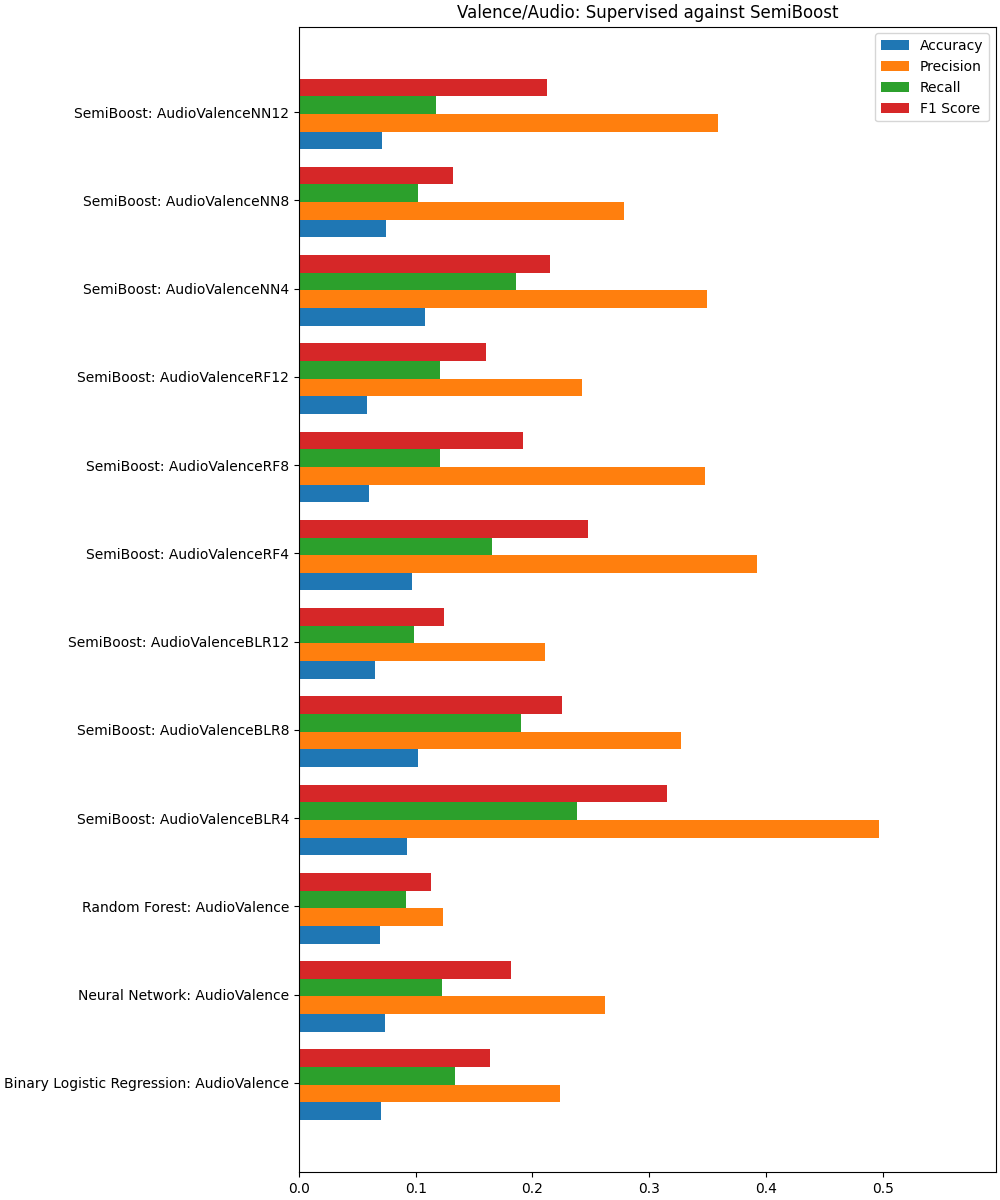 Valence/Audio: Supervised against SemiBoost
Accuracy
Precision
Recall
F1 Score
SemiBoost: AudioValenceNN12
SemiBoost: AudioValenceNN8
SemiBoost: AudioValenceNN4
SemiBoost: AudioValenceRF12
SemiBoost: AudioValenceRF8
SemiBoost: AudioValenceRF4
SemiBoost: AudioValenceBLR12
SemiBoost: AudioValenceBLR8
SemiBoost: AudioValenceBLR4
Random Forest: AudioValence
Neural Network: AudioValence
Binary Logistic Regression: AudioValence
0.0 0.1 0.2 0.3 0.4 0.5